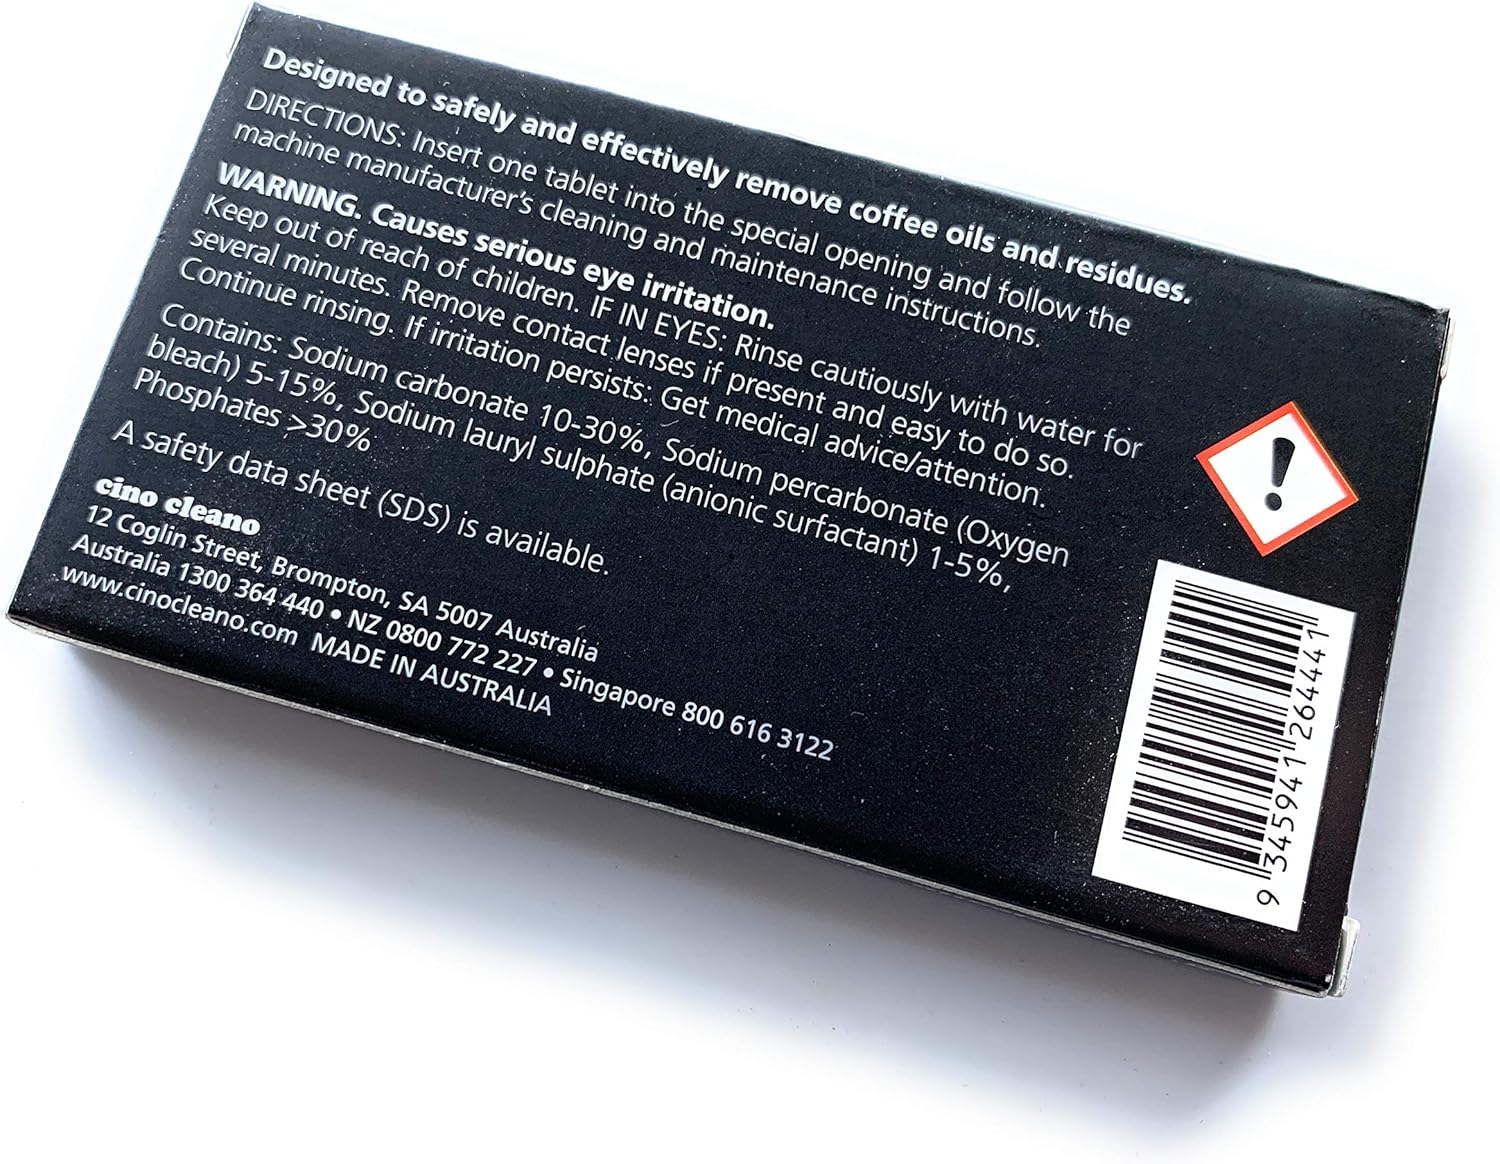 Designed to safely and effectively remove coffee oils and residues.
DIRECTIONS: Insert one tablet into the special opening and follow the
machine manufacturer's cleaning and maintenance instructions.
WARNING. Causes serious eye irritation.
Keep out of reach of children. IF IN EYES: Rinse cautiously with water for
several minutes. Remove contact lenses if present and easy to do so.
Continue rinsing. If irritation persists: Get medical advice/attention.
Contains: Sodium carbonate 10-30%, Sodium percarbonate (Oxygen
bleach) 5-15%, Sodium lauryl sulphate (anionic surfactant) 1-5%,
Phosphates >30%
A safety data sheet (SDS) is available.
cino cleano
12 Coglin Street, Brompton, SA 5007 Australia
Australia 1300 364 440 • NZ 0800 772 227 • Singapore 800 616 3122
www.cinocleano.com MADE IN AUSTRALIA
9 345941 264441